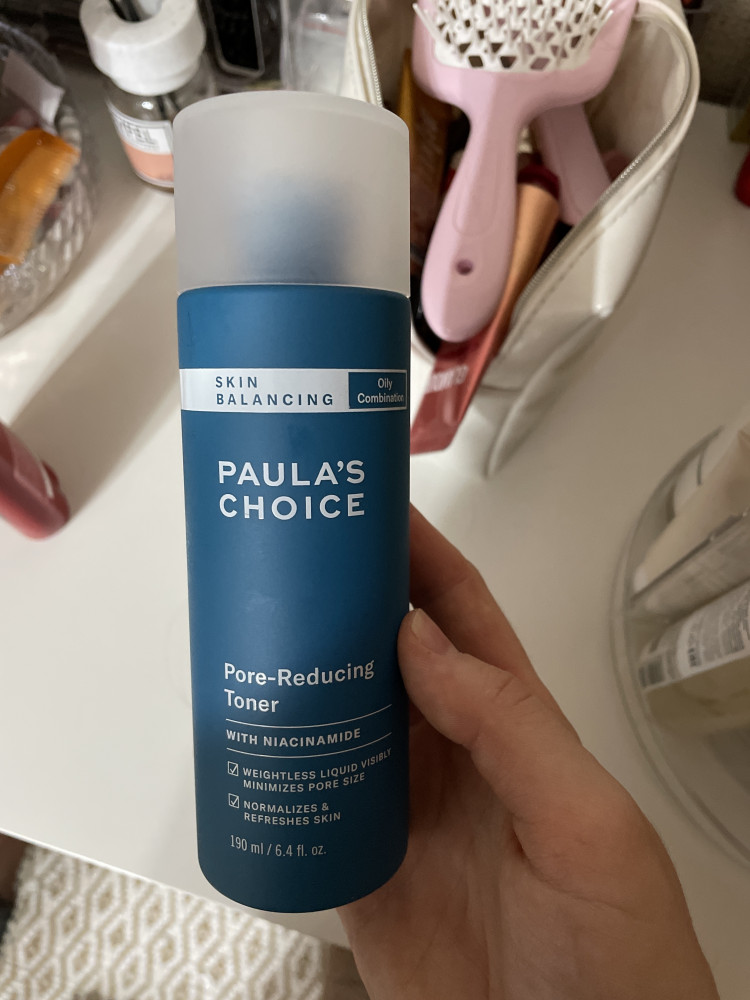 SKIN
BALANCING
Oily
Combination
PAULA'S
CHOICE
Pore-Reducing
Toner
WITH NIACINAMIDE
WEIGHTLESS LIQUID VISIBLY
MINIMIZES PORE SIZE
NORMALIZES &
REFRESHES SKIN
190 ml / 6.4 fl. oz.